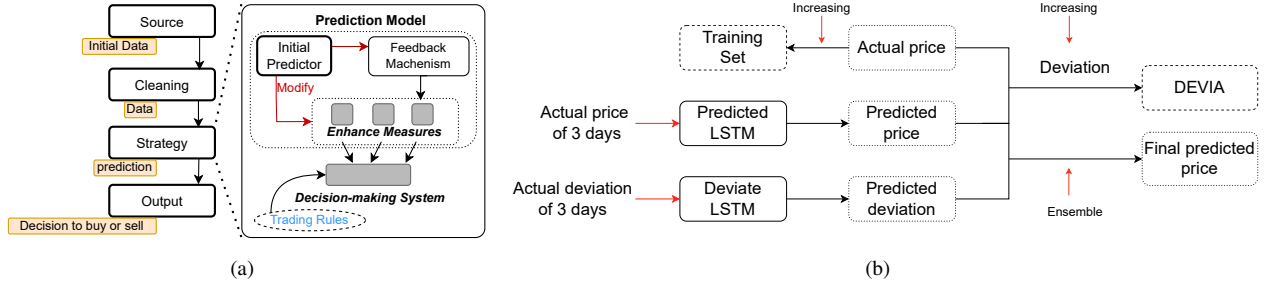 Source
Initial Data
Cleaning
Data
Strategy
prediction
Output
Decision to buy or sell
Prediction Model
Initial
Predictor
Feedback
Machenism
Modify
Enhance Measures
Decision-making System
Trading Rules
(a)
Increasing
Increasing
Training
Set
Actual price
Deviation
DEVIA
Actual price
of 3 days
Predicted
LSTM
Predicted
price
Final predicted
price
Actual deviation
of 3 days
Deviate
LSTM
Predicted
deviation
Ensemble
(b)